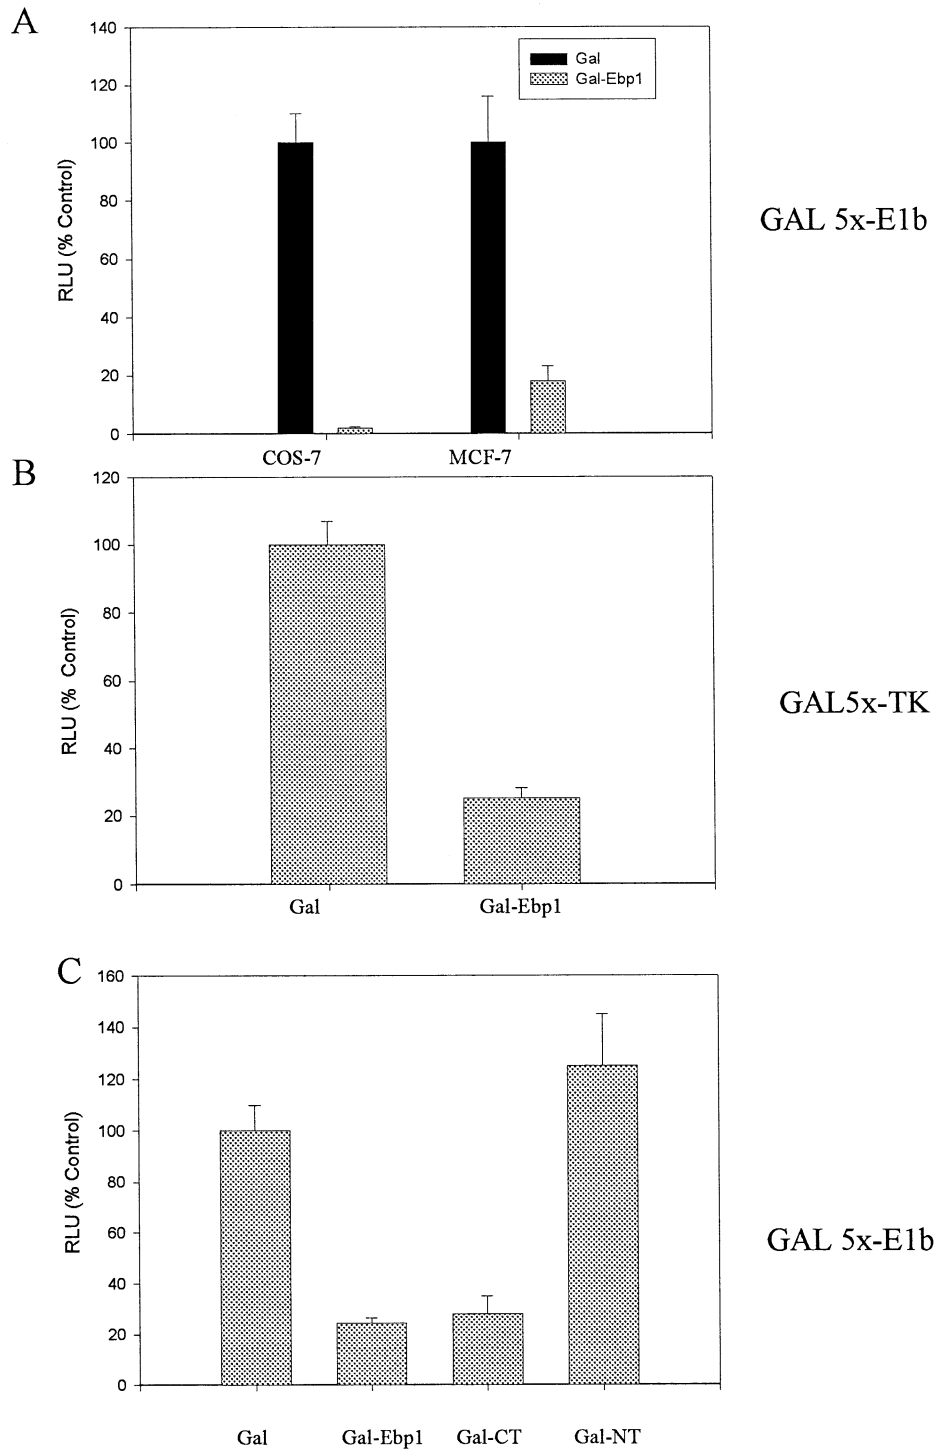 A
140
120
100
80
60
40
20
0
RLU (% Control)
Gal
Gal-Ebp1
COS-7 MCF-7
GAL 5x-E1b
B
120
100
80
60
40
20
0
RLU (% Control)
Gal Gal-Ebp1
GAL5x-TK
C
160
140
120
100
80
60
40
20
0
RLU (% Control)
Gal Gal-Ebp1 Gal-CT Gal-NT
GAL 5x-E1b